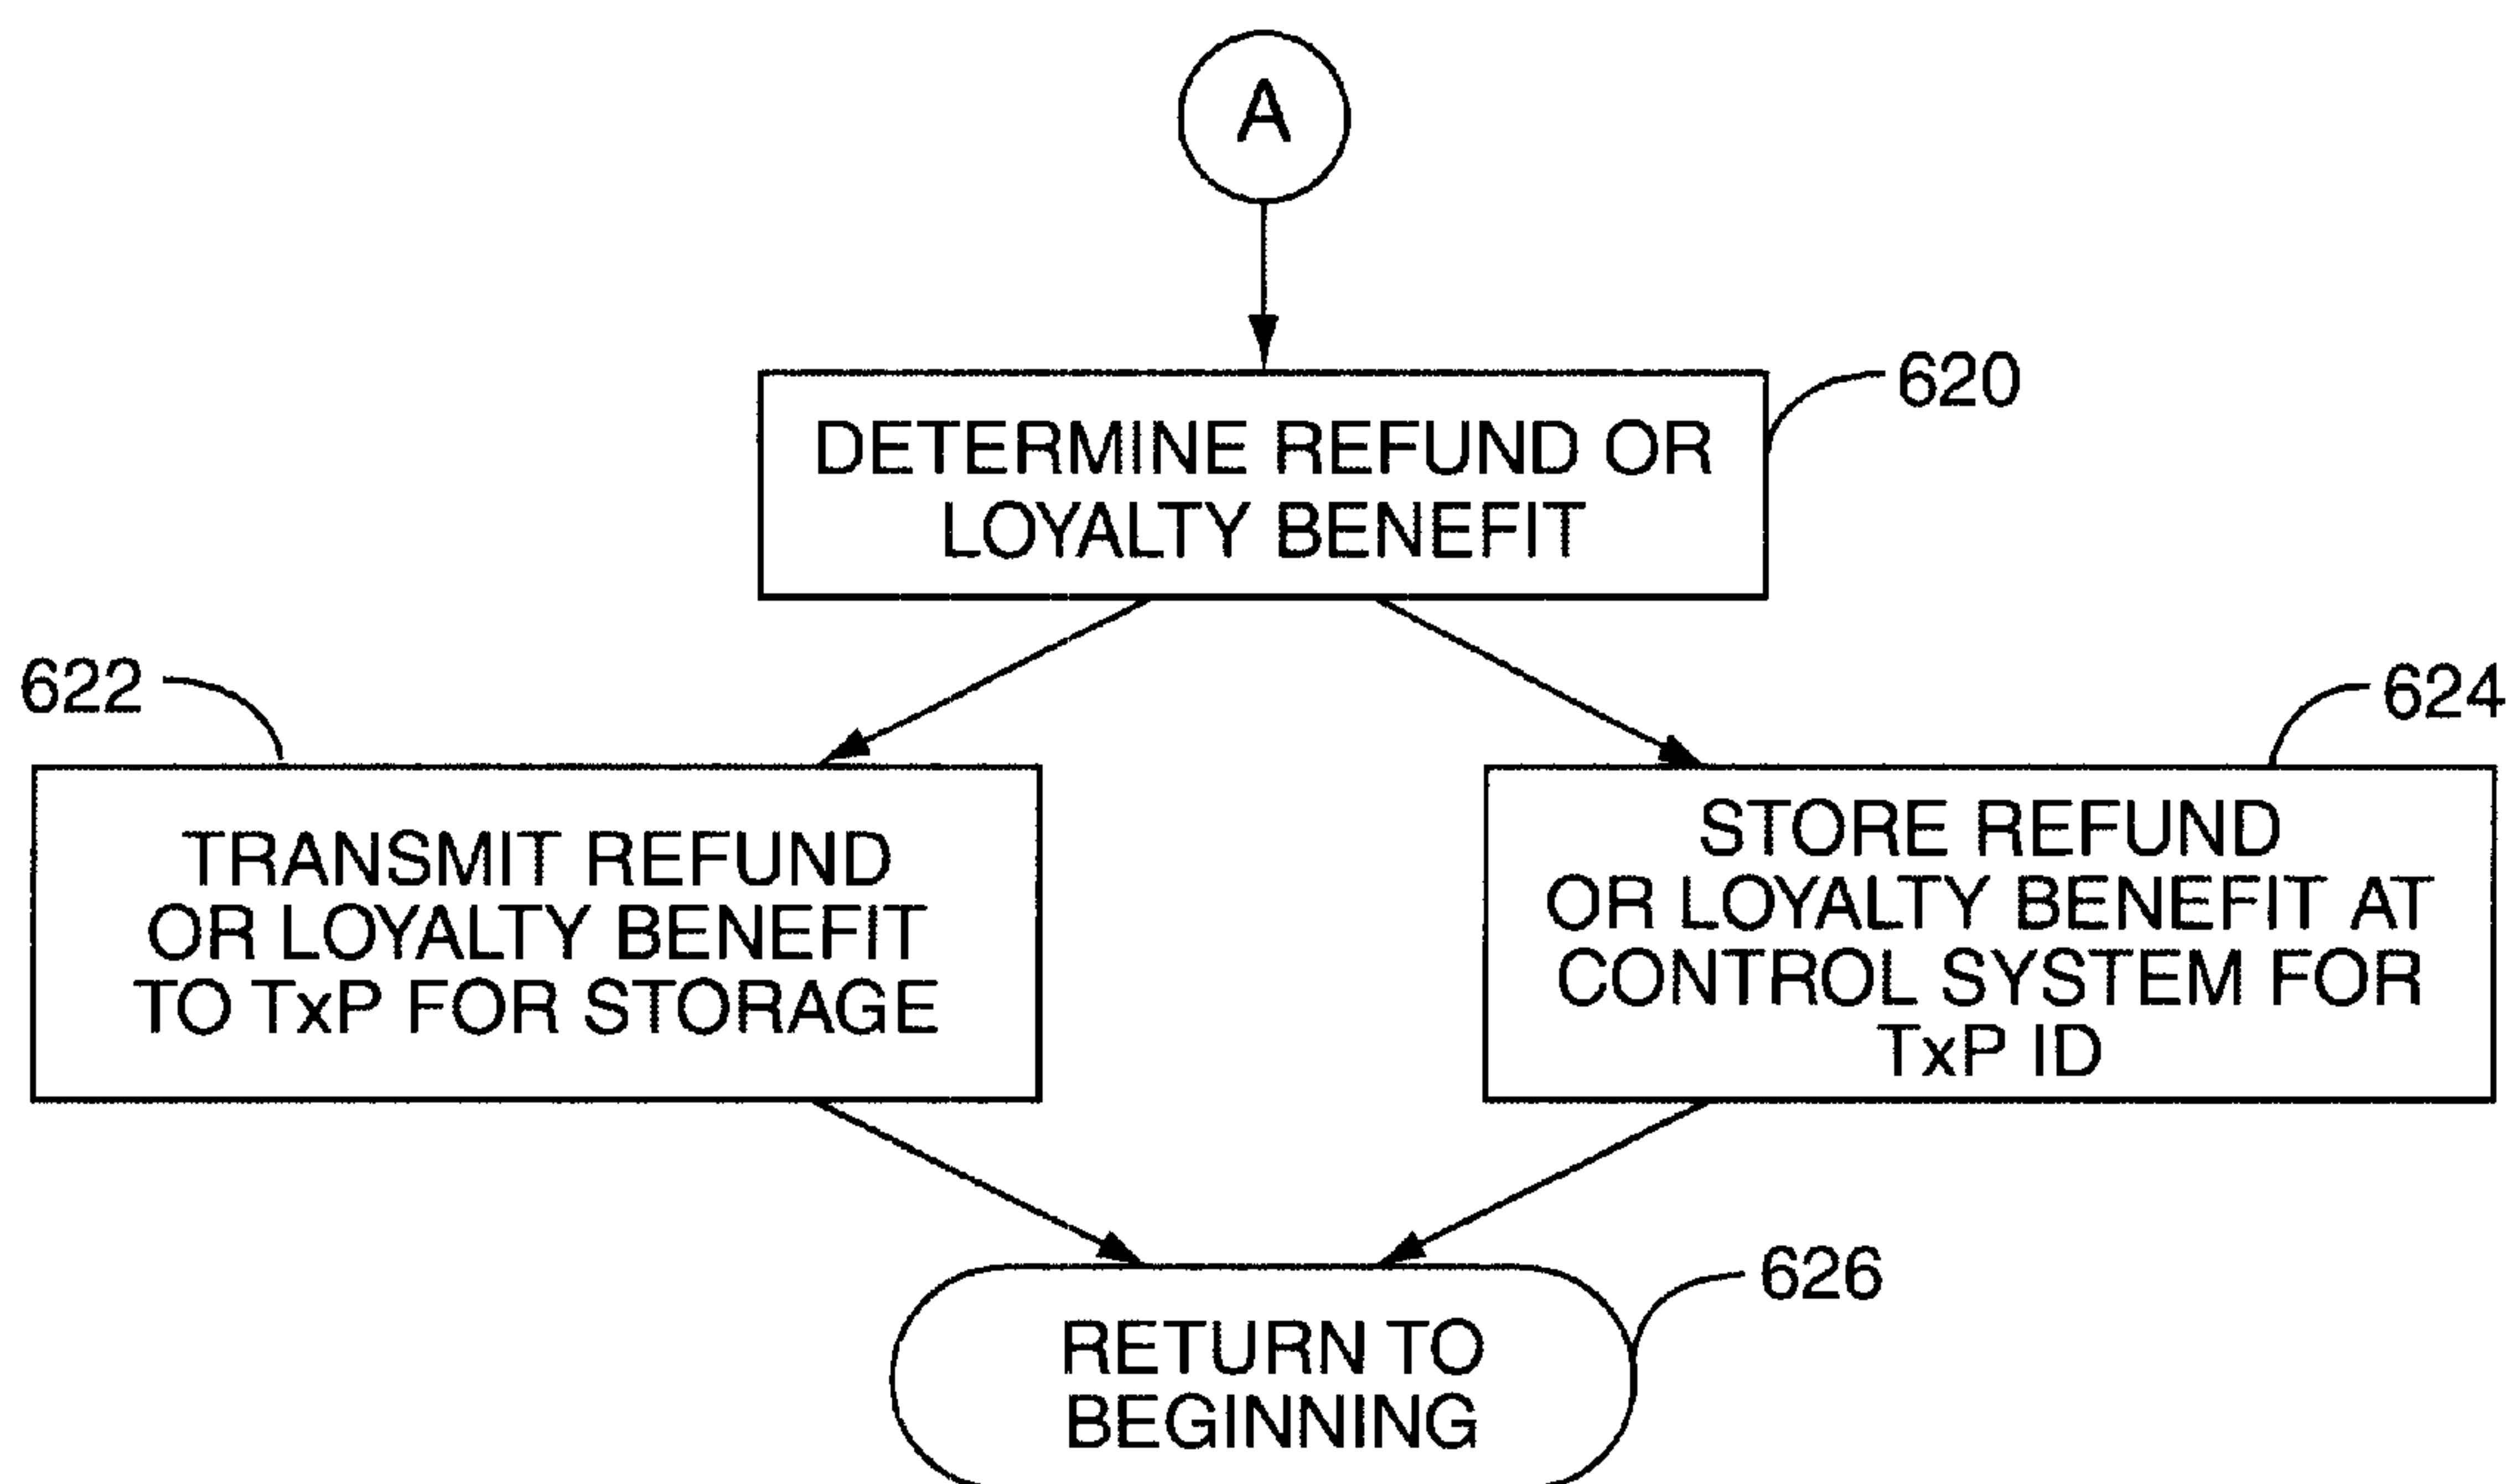 A
620
DETERMINE REFUND OR
LOYALTY BENEFIT
622
624
TRANSMIT REFUND
OR LOYALTY BENEFIT
TO TxP FOR STORAGE
STORE REFUND
OR LOYALTY BENEFIT AT
CONTROL SYSTEM FOR
TxP ID
626
RETURN TO
BEGINNING